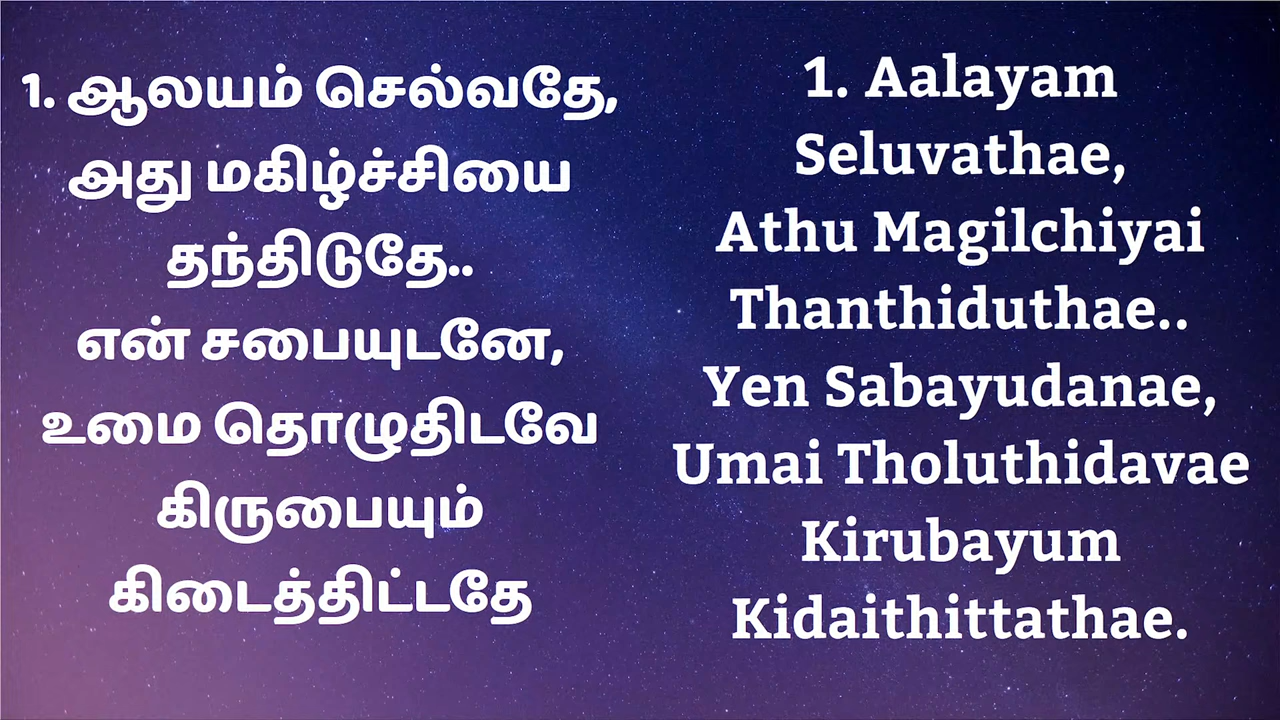 1. ஆலயம் செல்வதே,
அது மகிழ்ச்சியை
தந்திடுதே..
என் சபையுடனே,
உமை தொழுதிடவே
கிருபையும்
கிடைத்திட்டதே
1. Aalayam
Seluvathae,
Athu Magilchiyai
Thanthiduthae..
Yen Sabayudanae,
Umai Tholuthidavae
Kirubayum
Kidaithittathae.